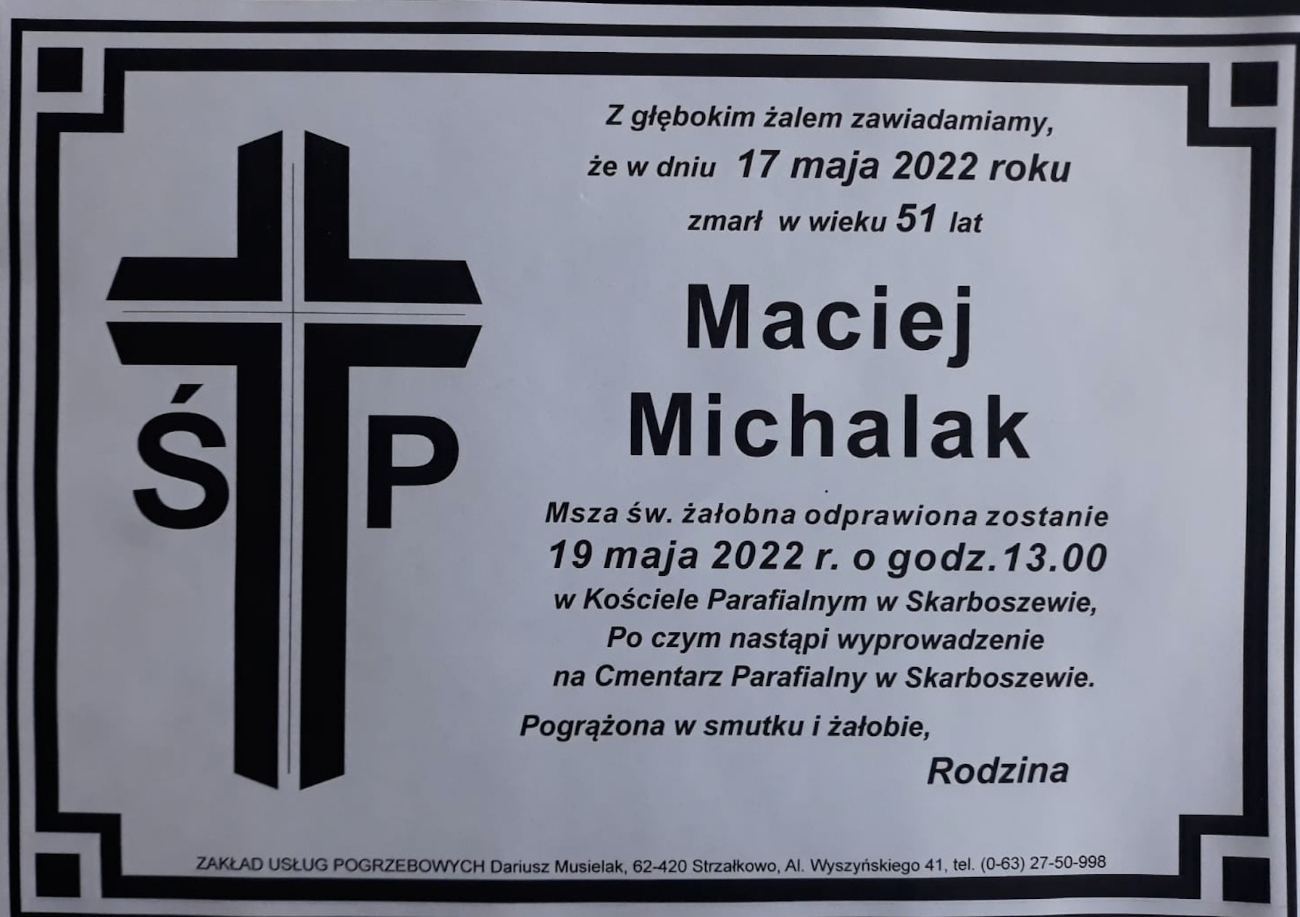 Z głębokim żalem zawiadamiamy,
że w dniu 17 maja 2022 roku
zmarł w wieku 51 lat
Maciej
Michalak
Ś P
Msza św. żałobna odprawiona zostanie
19 maja 2022 r. o godz.13.00
w Kościele Parafialnym w Skarboszewie,
Po czym nastąpi wyprowadzenie
na Cmentarz Parafialny w Skarboszewie.
Pogrążona w smutku i żałobie,
Rodzina
ZAKŁAD USŁUG POGRZEBOWYCH Dariusz Musielak, 62-420 Strzałkowo, Al. Wyszyńskiego 41, tel. (0-63) 27-50-998